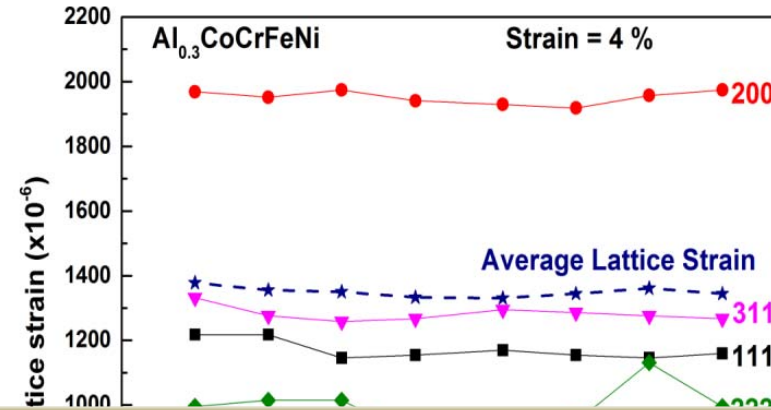 2200
Al0.3CoCrFeNi
Strain = 4 %
2000
200
1800
1600
1400
Average Lattice Strain
311
1200
111
1000
tice strain (x10-6)